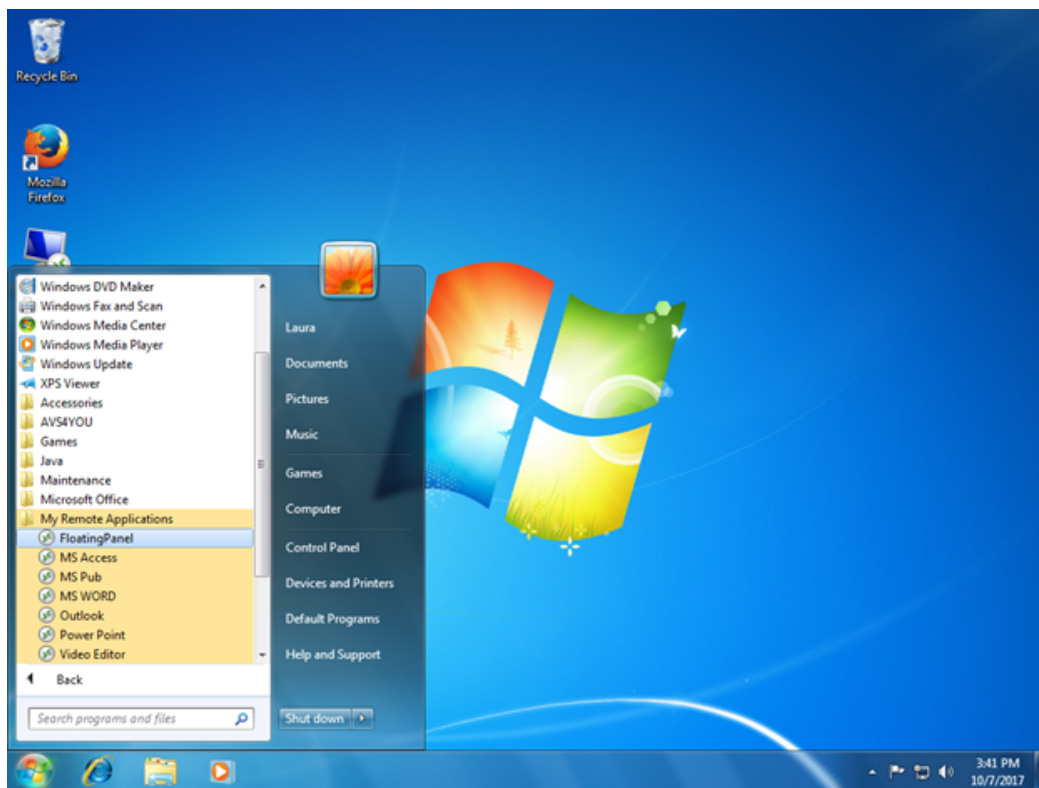 Recycle Bin
Mozilla
Firefox
Windows DVD Maker
Windows Fax and Scan
Windows Media Center
Windows Media Player
Windows Update
XPS Viewer
Accessories
AVS4YOU
Games
Java
Maintenance
Microsoft Office
My Remote Applications
FloatingPanel
MS Access
MS Pub
MS WORD
Outlook
Power Point
Video Editor
Back
Search programs and files
Laura
Documents
Pictures
Music
Games
Computer
Control Panel
Devices and Printers
Default Programs
Help and Support
Shut down
3:41 PM
10/7/2017